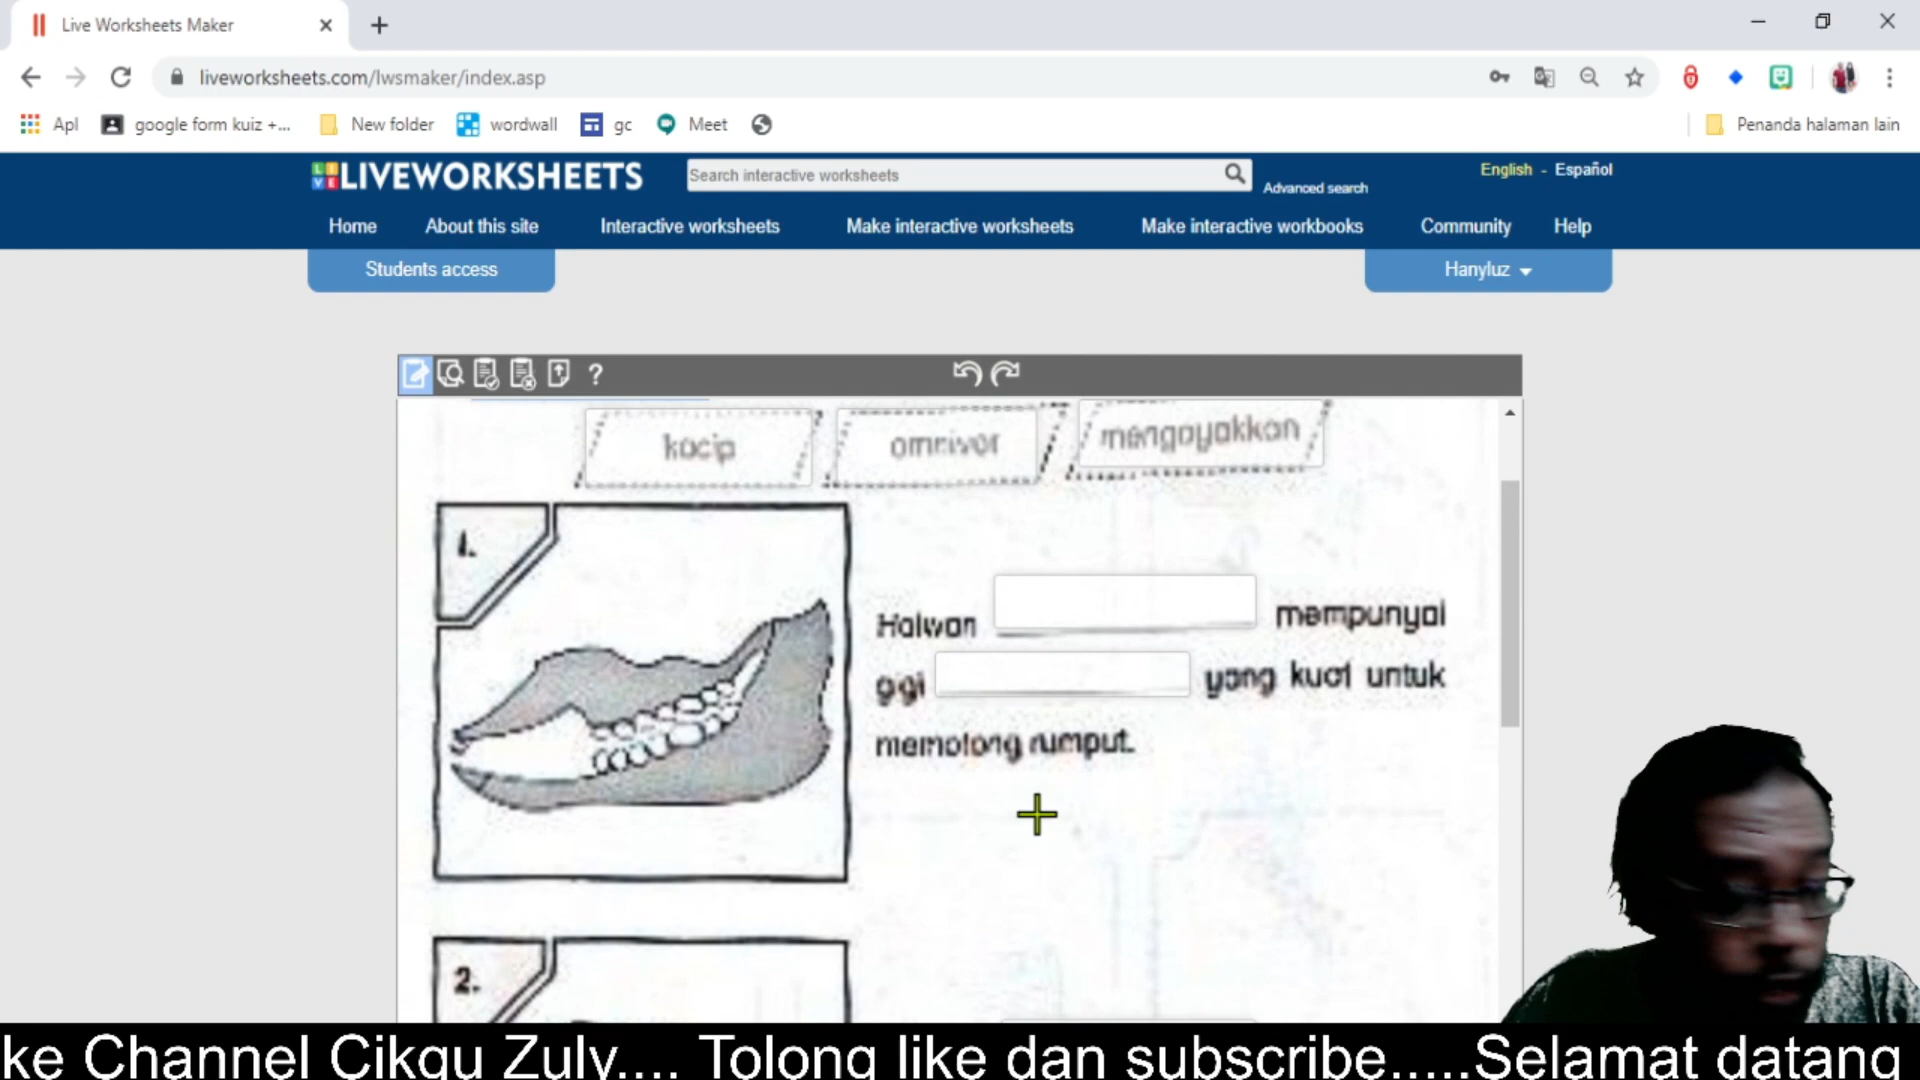 Live Worksheets Maker
liveworksheets.com/lwsmaker/index.asp
Apl google form kuiz +... New folder wordwall gc Meet Penanda halaman lain
LIVEWORKSHEETS Search interactive worksheets Advanced search English - Español
Home About this site Interactive worksheets Make interactive worksheets Make interactive workbooks Community Help
Students access Hanyluz
?
kacip omnivor mengoyakkan
1.
Haiwan mempunyai
gigi yang kuat untuk
memotong rumput.
2.
ke Channel Cikgu Zuly.... Tolong like dan subscribe.....Selamat datang